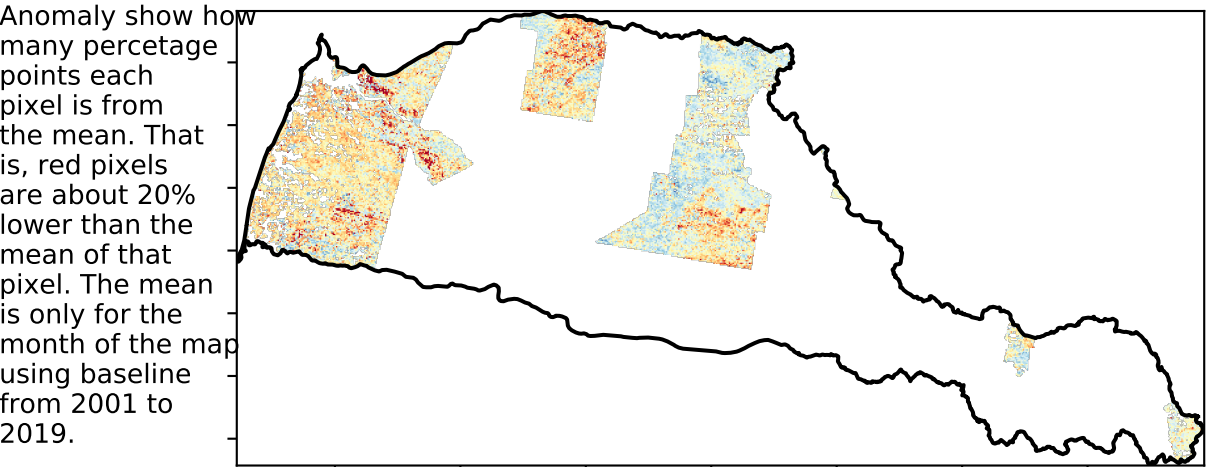 Anomaly show how
many percetage
points each
pixel is from
the mean. That
is, red pixels
are about 20%
lower than the
mean of that
pixel. The mean
is only for the
month of the map
using baseline
from 2001 to
2019.